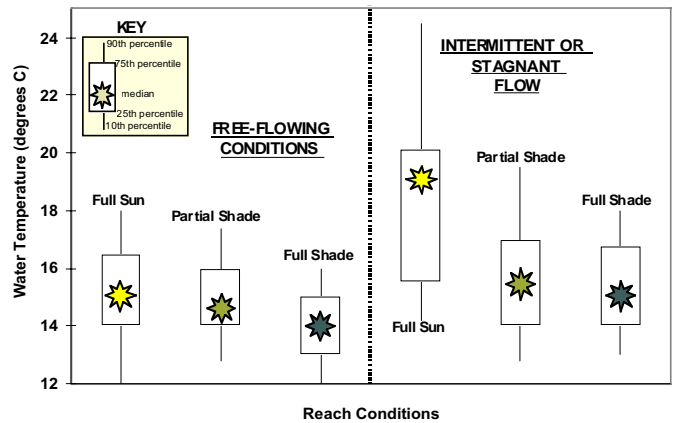 KEY
90th percentile
75th percentile
median
25th percentile
10th percentile
Water Temperature (degrees C)
24
22
20
18
16
14
12
FREE-FLOWING
CONDITIONS
Full Sun
Partial Shade
Full Shade
INTERMITTENT OR
STAGNANT
FLOW
Full Sun
Partial Shade
Full Shade
Reach Conditions